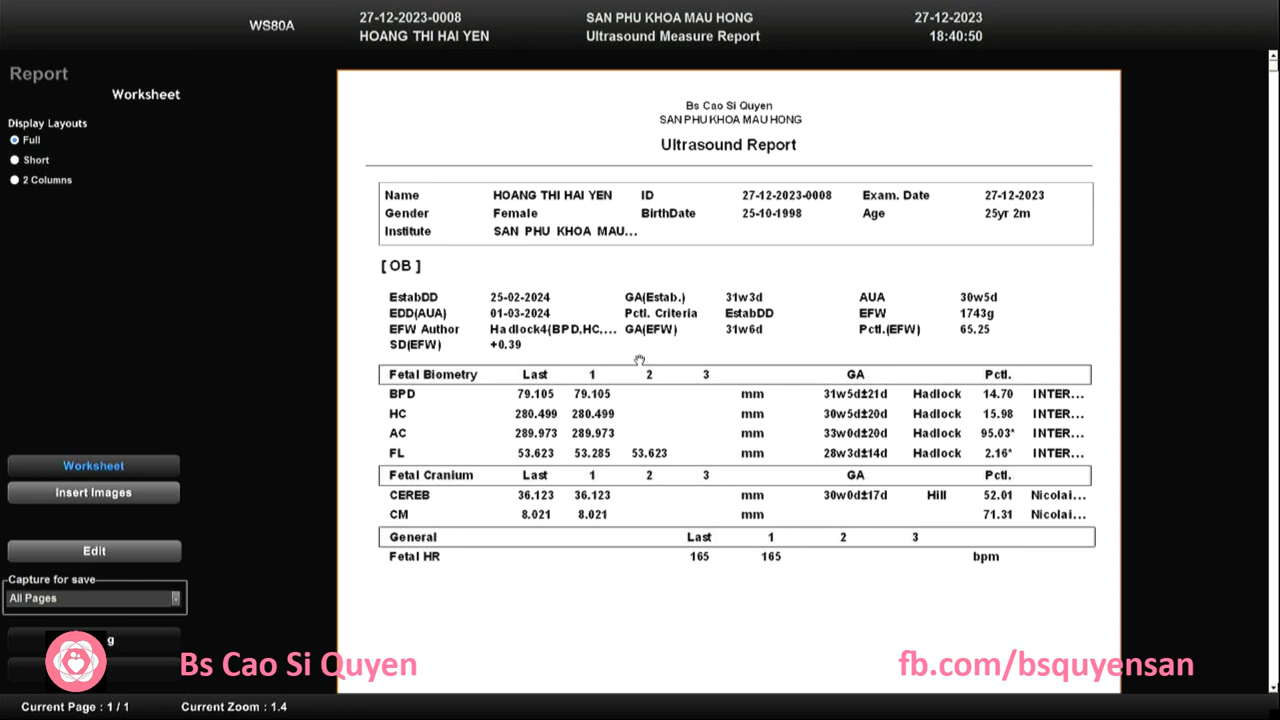 WS80A 27-12-2023-0008 SAN PHU KHOA MAU HONG 27-12-2023
HOANG THI HAI YEN Ultrasound Measure Report 18:40:50
Report
Worksheet
Display Layouts
Full
Short
2 Columns
Bs Cao Si Quyen
SAN PHU KHOA MAU HONG
Ultrasound Report
Name HOANG THI HAI YEN ID 27-12-2023-0008 Exam. Date 27-12-2023
Gender Female BirthDate 25-10-1998 Age 25yr 2m
Institute SAN PHU KHOA MAU...
[ OB ]
EstabDD 25-02-2024 GA(Estab.) 31w3d AUA 30w5d
EDD(AUA) 01-03-2024 Pctl. Criteria EstabDD EFW 1743g
EFW Author Hadlock4(BPD,HC,... GA(EFW) 31w6d Pctl.(EFW) 65.25
SD(EFW) +0.39
Fetal Biometry Last 1 2 3 GA Pctl.
BPD 79.105 79.105 mm 31w5d±21d Hadlock 14.70 INTER...
HC 280.499 280.499 mm 30w5d±20d Hadlock 15.98 INTER...
AC 289.973 289.973 mm 33w0d±20d Hadlock 95.03* INTER...
FL 53.623 53.285 53.623 mm 28w3d±14d Hadlock 2.16* INTER...
Fetal Cranium Last 1 2 3 GA Pctl.
CEREB 36.123 36.123 mm 30w0d±17d Hill 52.01 Nicolai...
CM 8.021 8.021 mm 71.31 Nicolai...
General Last 1 2 3
Fetal HR 165 165 bpm
Worksheet
Insert Images
Edit
Capture for save
All Pages
g
Bs Cao Si Quyen fb.com/bsquyensan
Current Page : 1 / 1 Current Zoom : 1.4